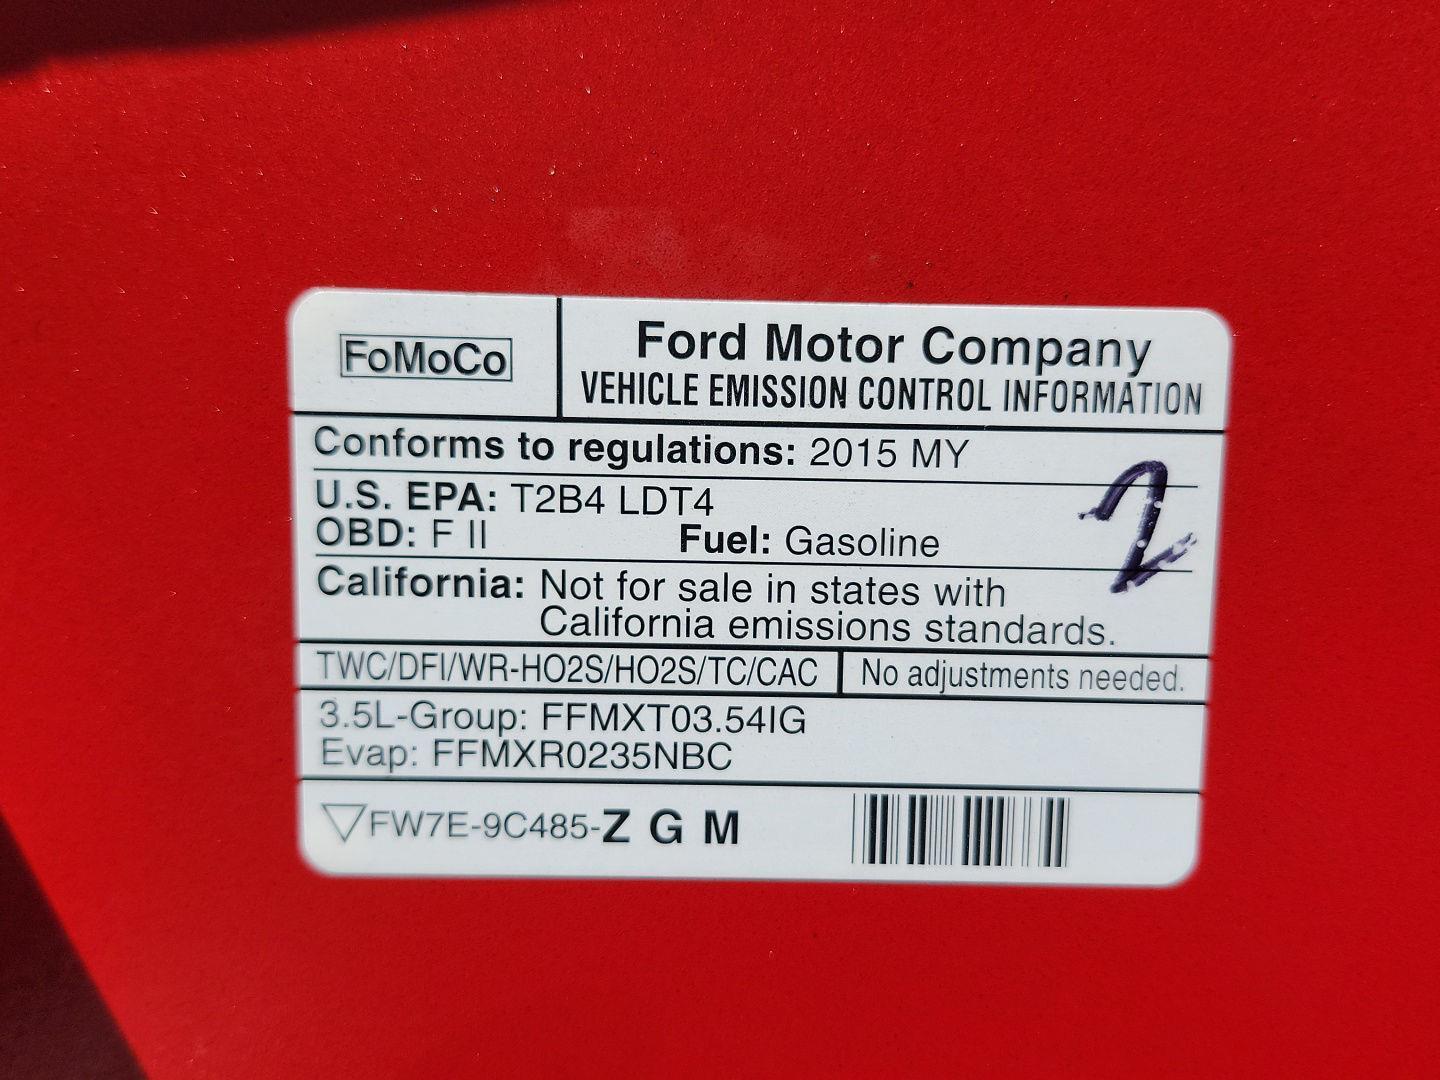 FoMoCo
Ford Motor Company
VEHICLE EMISSION CONTROL INFORMATION
Conforms to regulations: 2015 MY
U.S. EPA: T2B4 LDT4
OBD: F II Fuel: Gasoline
2
California: Not for sale in states with
California emissions standards.
TWC/DFI/WR-HO2S/HO2S/TC/CAC No adjustments needed.
3.5L-Group: FFMXT03.54IG
Evap: FFMXR0235NBC
FW7E-9C485-Z G M